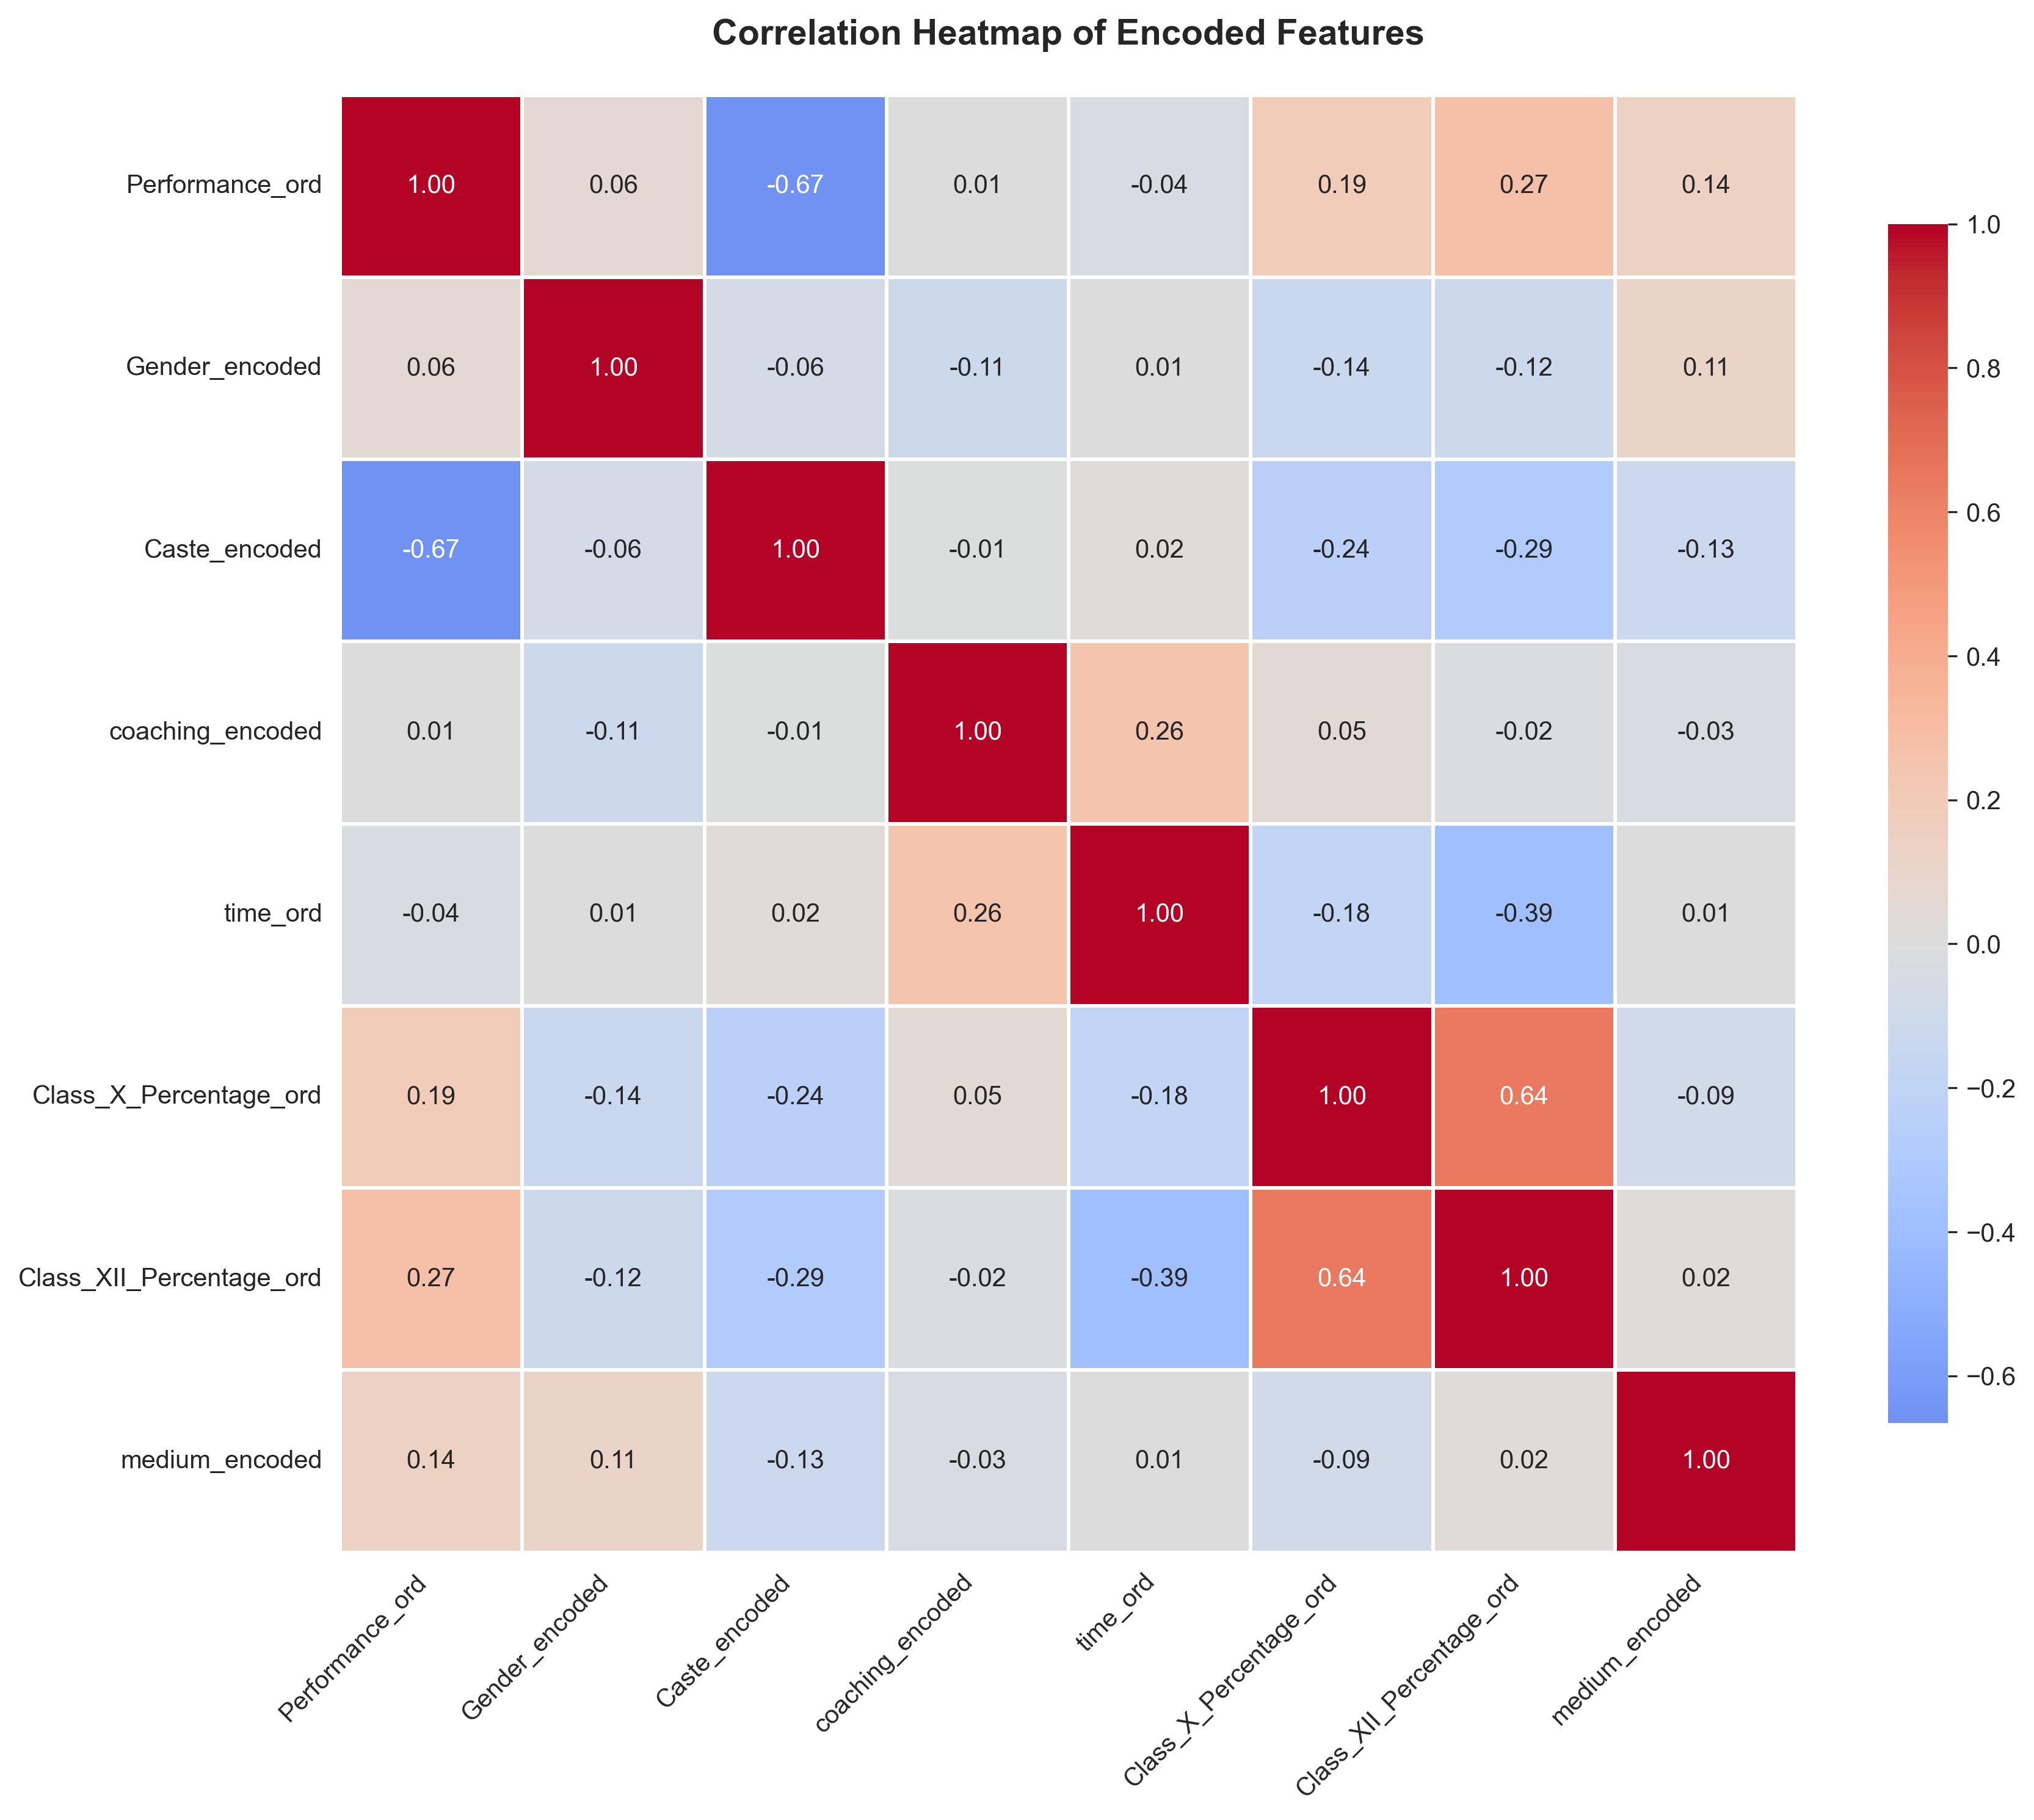 Correlation Heatmap of Encoded Features
Performance_ord 1.00 0.06 -0.67 0.01 -0.04 0.19 0.27 0.14
Gender_encoded 0.06 1.00 -0.06 -0.11 0.01 -0.14 -0.12 0.11
Caste_encoded -0.67 -0.06 1.00 -0.01 0.02 -0.24 -0.29 -0.13
coaching_encoded 0.01 -0.11 -0.01 1.00 0.26 0.05 -0.02 -0.03
time_ord -0.04 0.01 0.02 0.26 1.00 -0.18 -0.39 0.01
Class_X_Percentage_ord 0.19 -0.14 -0.24 0.05 -0.18 1.00 0.64 -0.09
Class_XII_Percentage_ord 0.27 -0.12 -0.29 -0.02 -0.39 0.64 1.00 0.02
medium_encoded 0.14 0.11 -0.13 -0.03 0.01 -0.09 0.02 1.00
Performance_ord
Gender_encoded
Caste_encoded
coaching_encoded
time_ord
Class_X_Percentage_ord
Class_XII_Percentage_ord
medium_encoded
1.0
0.8
0.6
0.4
0.2
0.0
−0.2
−0.4
−0.6